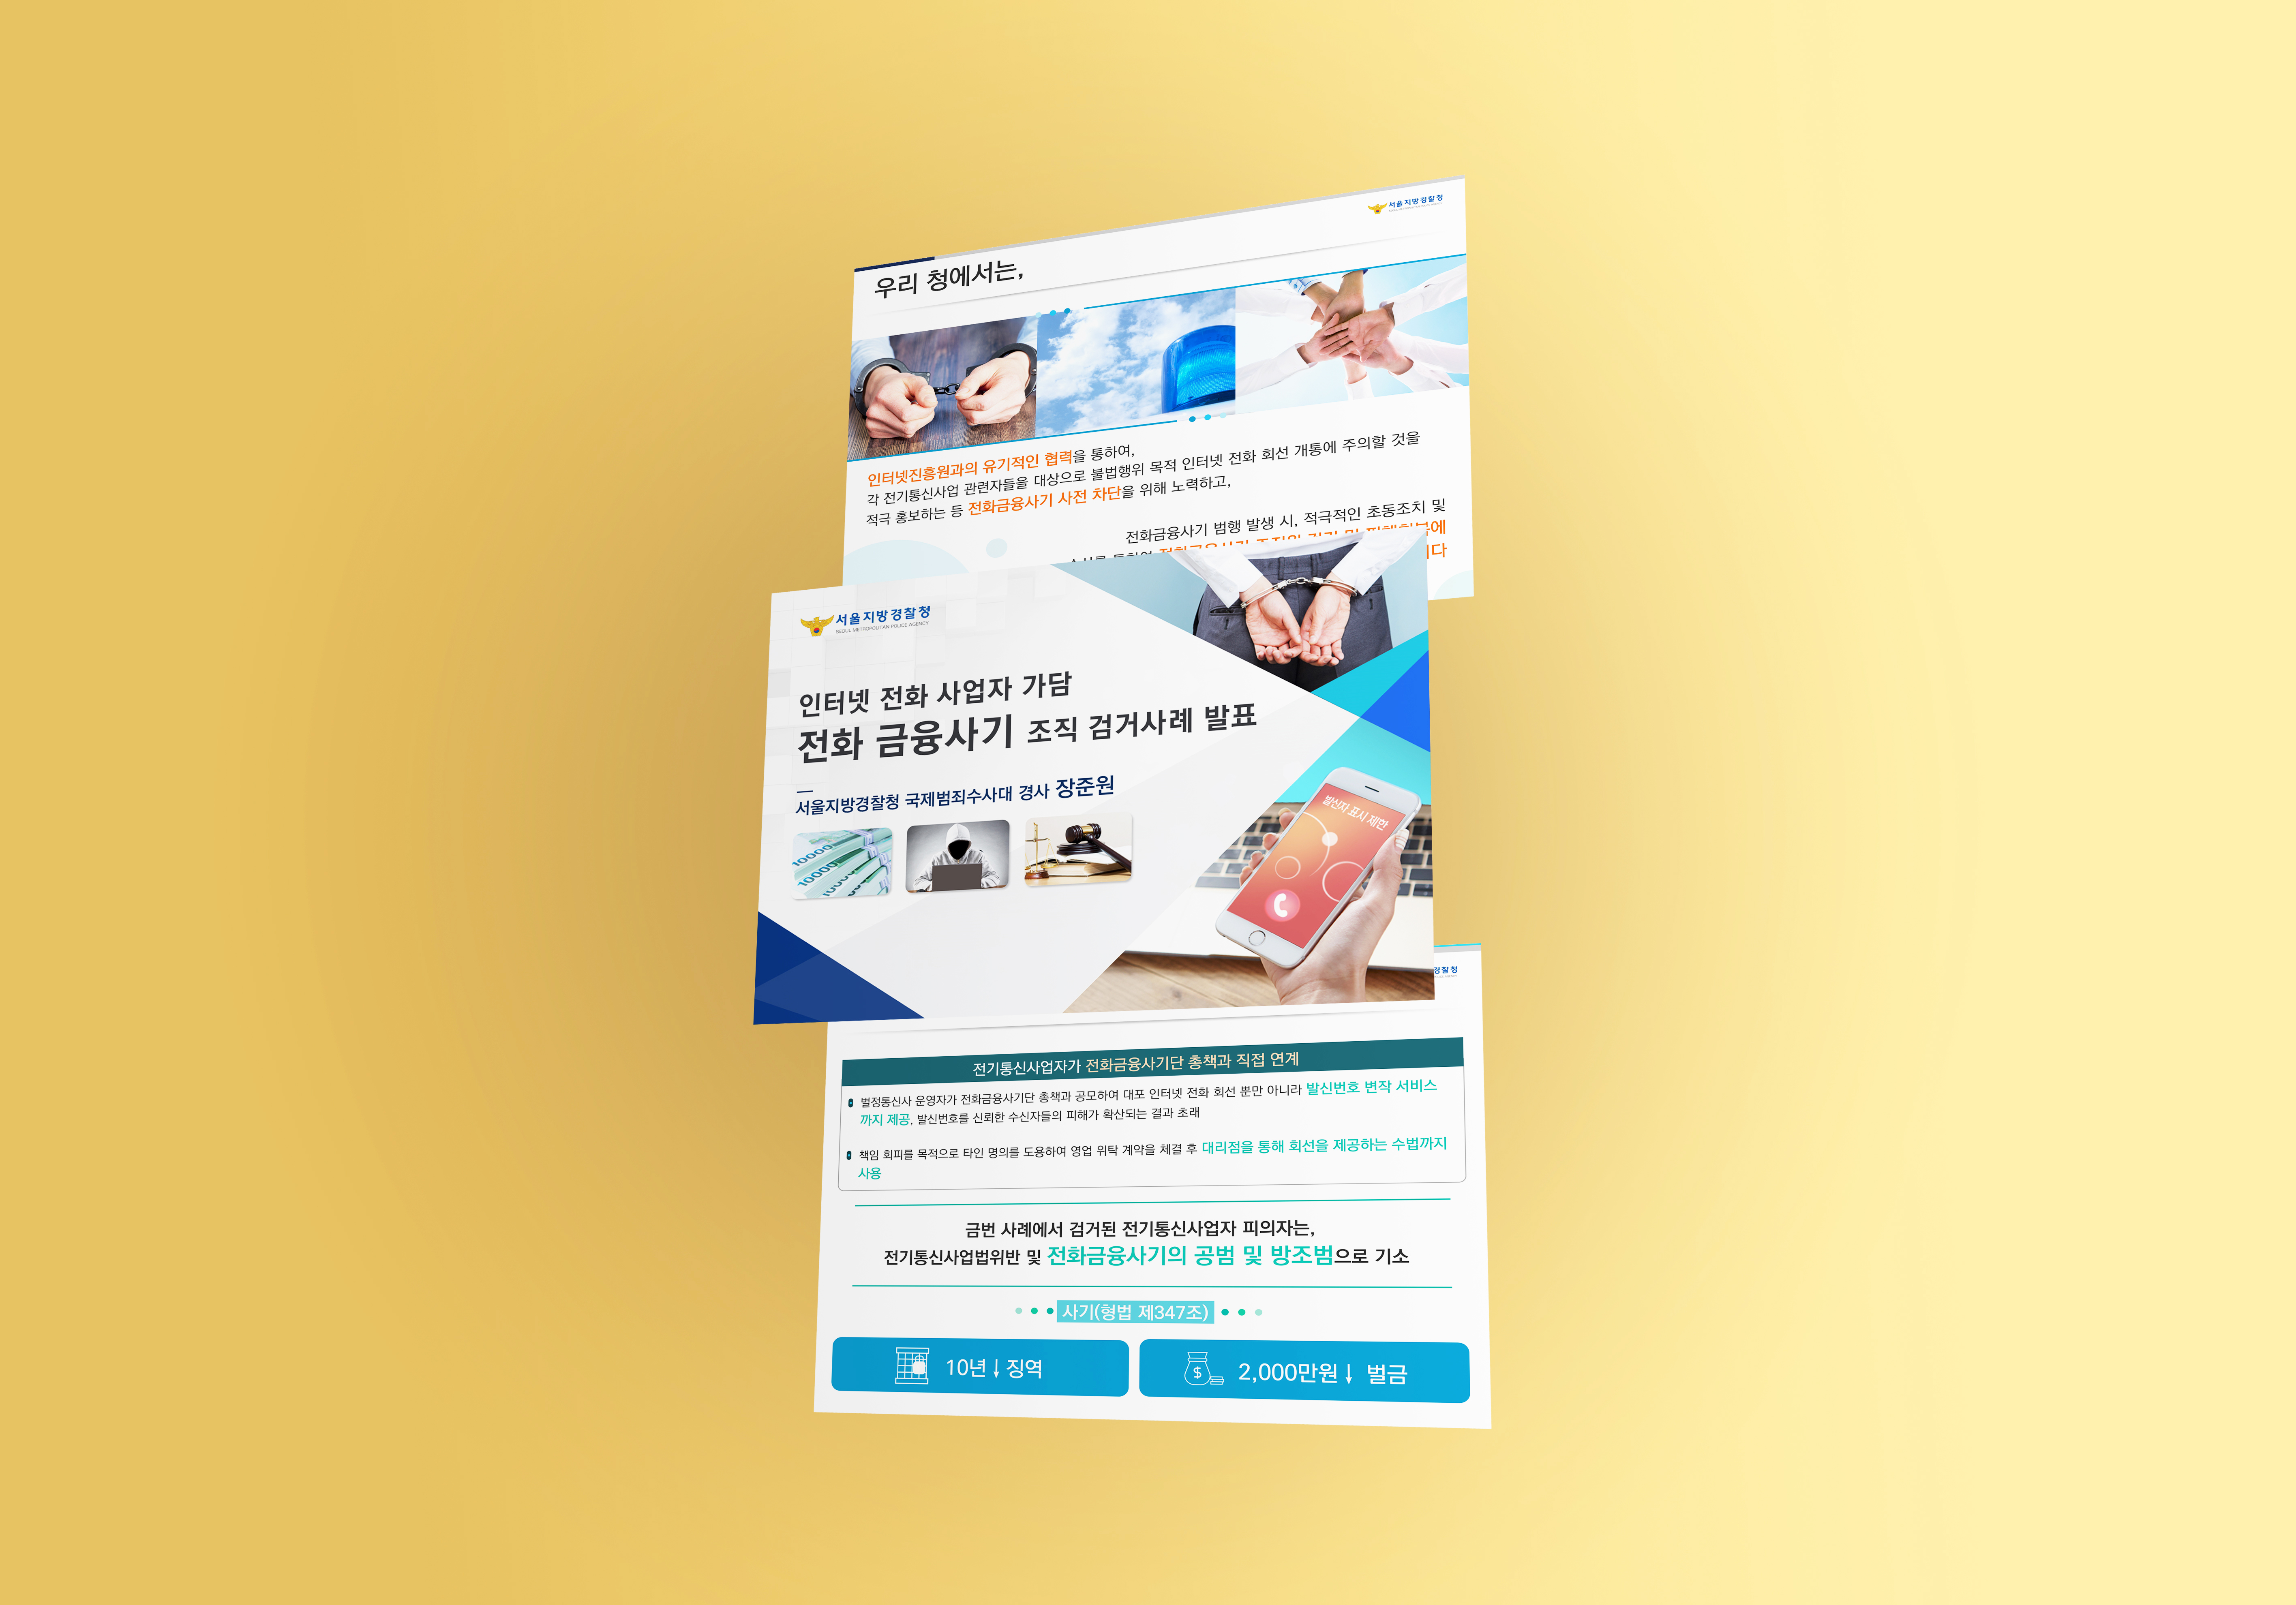 서울지방경찰청
우리 청에서는,
인터넷진흥원과의 유기적인 협력을 통하여,
각 전기통신사업 관련자들을 대상으로 불법행위 목적 인터넷 전화 회선 개통에 주의할 것을
적극 홍보하는 등 전화금융사기 사전 차단을 위해 노력하고,
전화금융사기 범행 발생 시, 적극적인 초동조치 및
서울지방경찰청
SEOUL METROPOLITAN POLICE AGENCY
인터넷 전화 사업자 가담
전화 금융사기 조직 검거사례 발표
서울지방경찰청 국제범죄수사대 경사 장준원
10000
10000
발신자 표시 제한
경찰청
전기통신사업자가 전화금융사기단 총책과 직접 연계
별정통신사 운영자가 전화금융사기단 총책과 공모하여 대포 인터넷 전화 회선 뿐만 아니라 발신번호 변작 서비스
까지 제공, 발신번호를 신뢰한 수신자들의 피해가 확산되는 결과 초래
책임 회피를 목적으로 타인 명의를 도용하여 영업 위탁 계약을 체결 후 대리점을 통해 회선을 제공하는 수법까지
사용
금번 사례에서 검거된 전기통신사업자 피의자는,
전기통신사업법위반 및 전화금융사기의 공범 및 방조범으로 기소
사기(형법 제347조)
10년↓징역
$ 2,000만원↓ 벌금